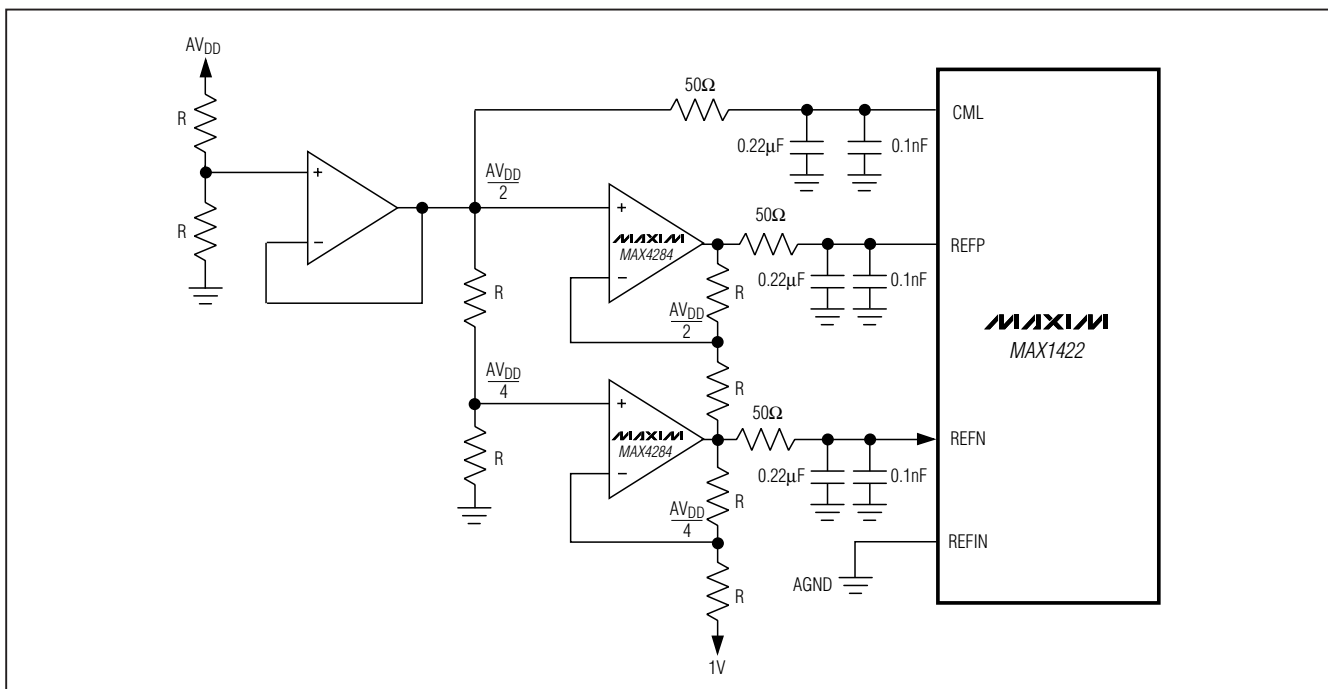 AVDD
R
R
+
−
AVDD
2
50Ω
0.22µF
0.1nF
CML
+
−
MAXIM
MAX4284
50Ω
0.22µF
0.1nF
REFP
R
R
AVDD
2
MAXIM
MAX1422
AVDD
4
R
R
+
−
MAXIM
MAX4284
50Ω
0.22µF
0.1nF
REFN
R
AVDD
4
R
1V
REFIN
AGND